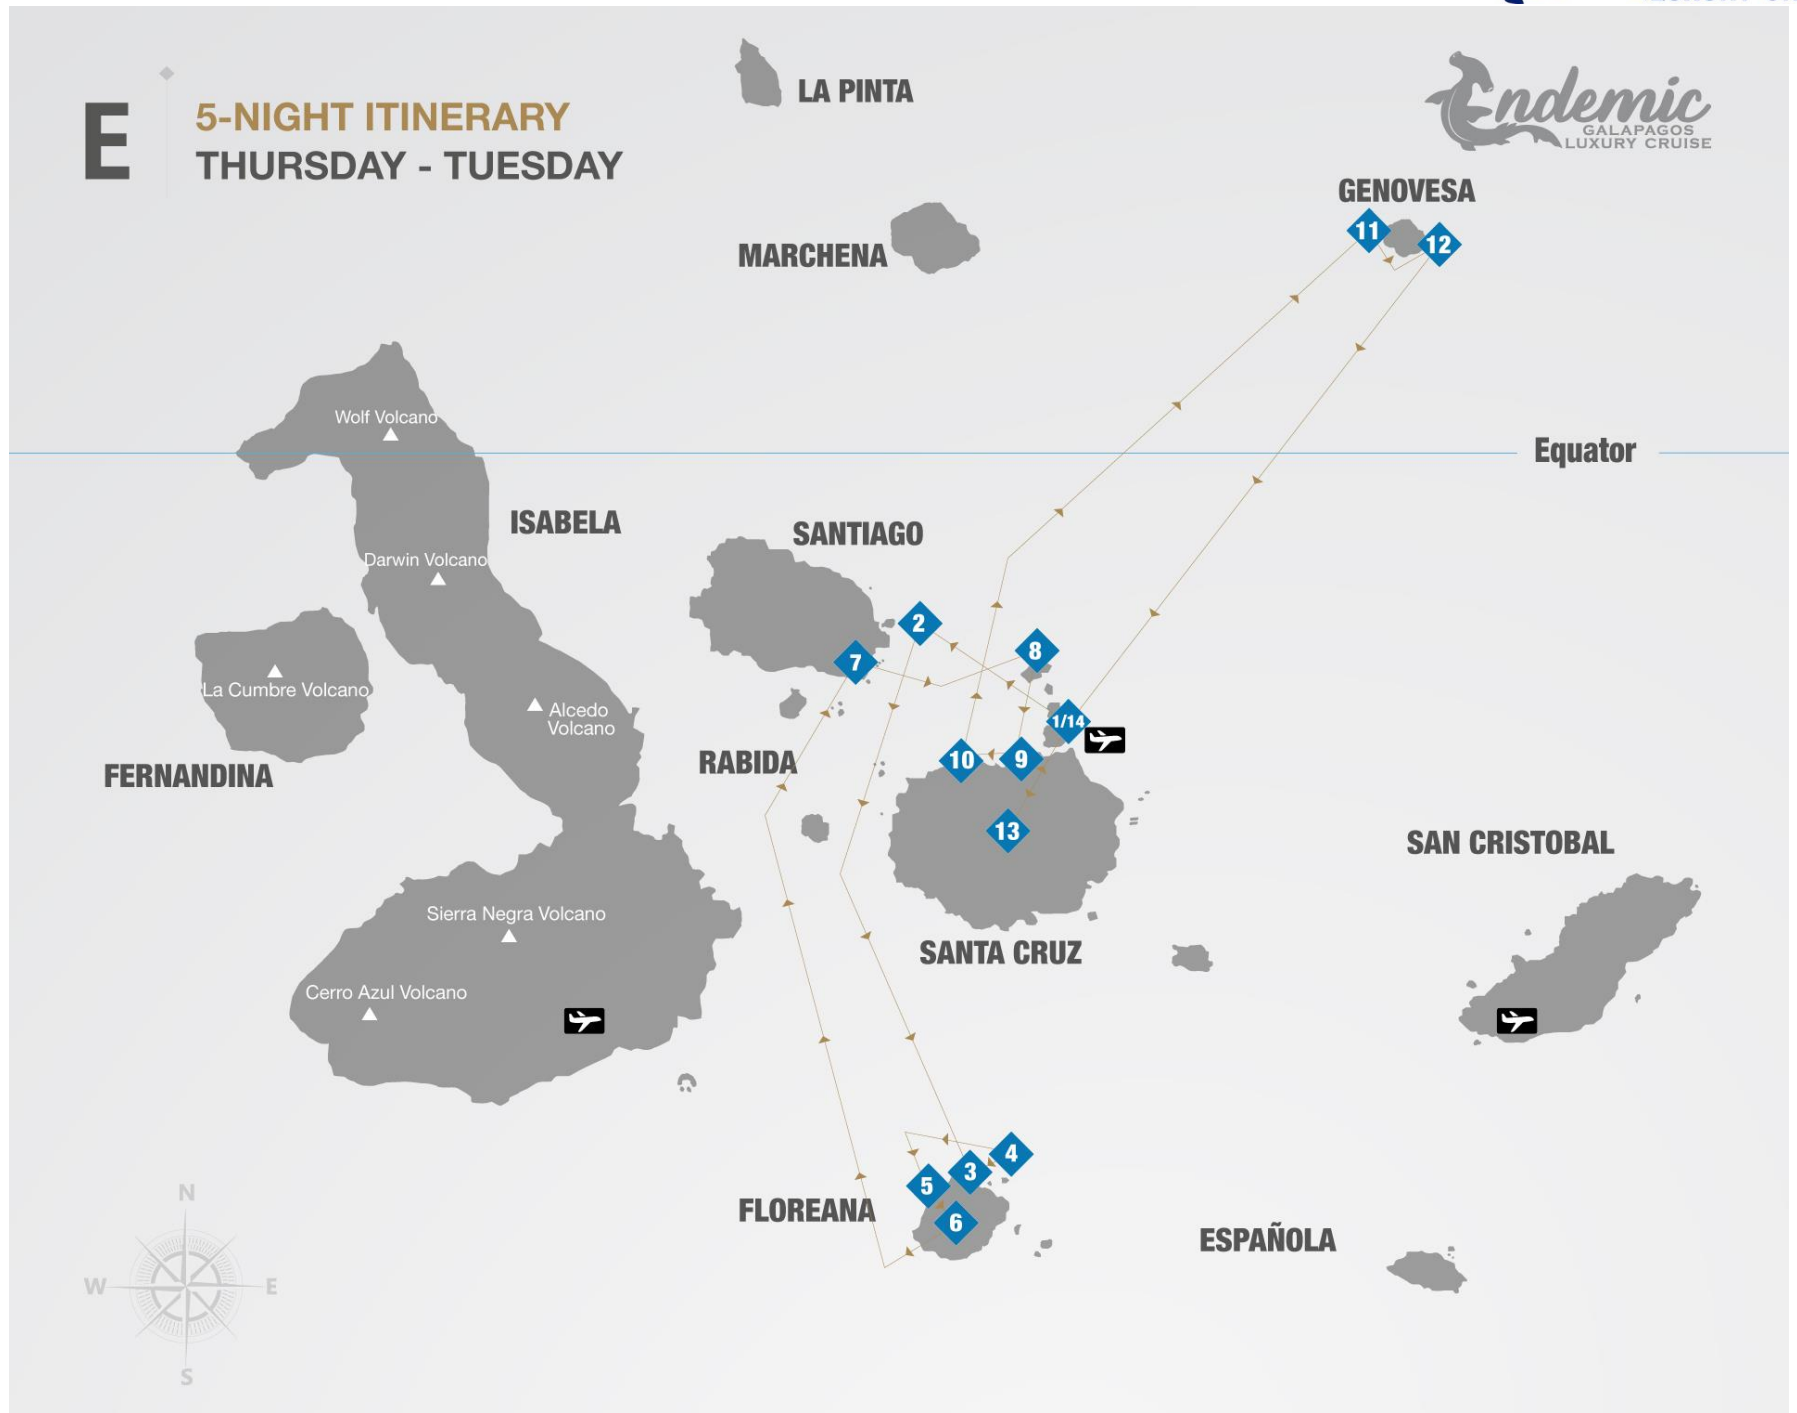 LA PINTA
E
5-NIGHT ITINERARY
THURSDAY - TUESDAY
Endemic
GALAPAGOS
LUXURY CRUISE
GENOVESA
11
12
MARCHENA
Wolf Volcano
Equator
ISABELA
SANTIAGO
Darwin Volcano
2
8
7
La Cumbre Volcano
Alcedo
Volcano
1/14
RABIDA
10
9
FERNANDINA
13
SAN CRISTOBAL
Sierra Negra Volcano
SANTA CRUZ
Cerro Azul Volcano
4
3
5
6
FLOREANA
ESPAÑOLA
N
W
E
S